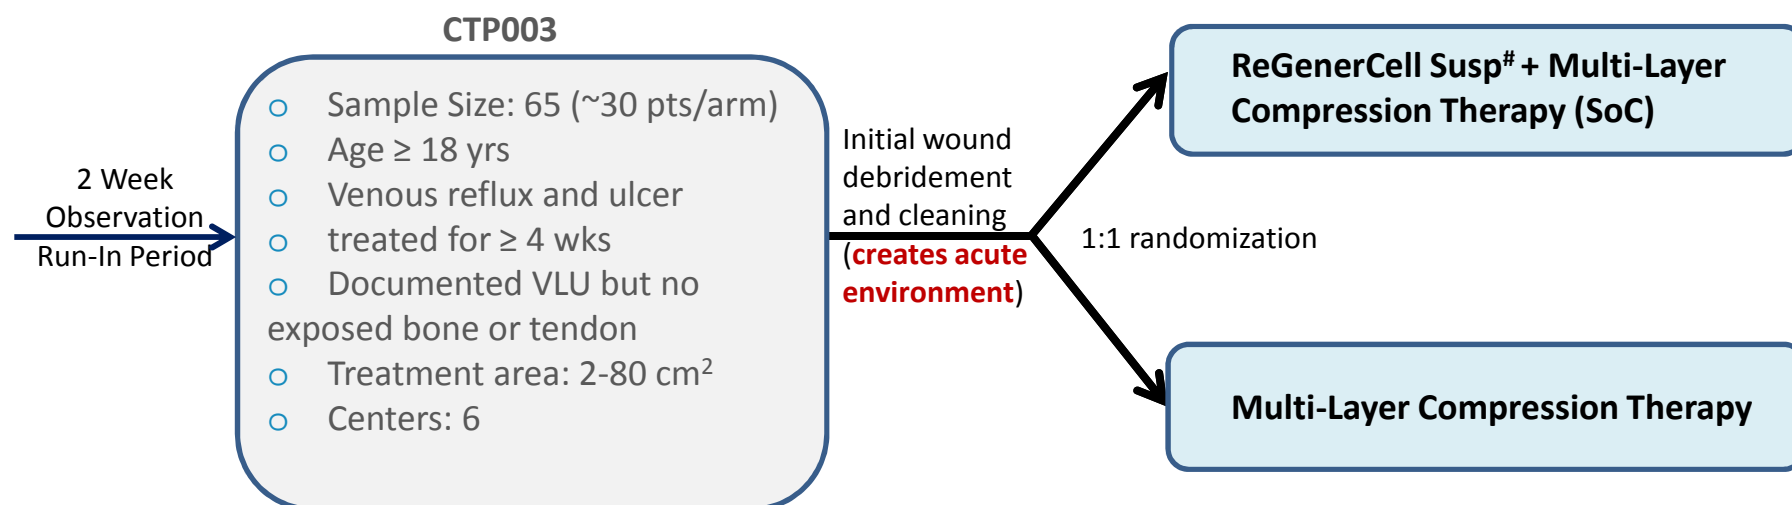 CTP003
2 Week
Observation
Run-In Period
o Sample Size: 65 (~30 pts/arm)
o Age ≥ 18 yrs
o Venous reflux and ulcer
o treated for ≥ 4 wks
o Documented VLU but no
exposed bone or tendon
o Treatment area: 2-80 cm²
o Centers: 6
Initial wound
debridement
and cleaning
(creates acute
environment)
1:1 randomization
ReGenerCell Susp# + Multi-Layer
Compression Therapy (SoC)
Multi-Layer Compression Therapy